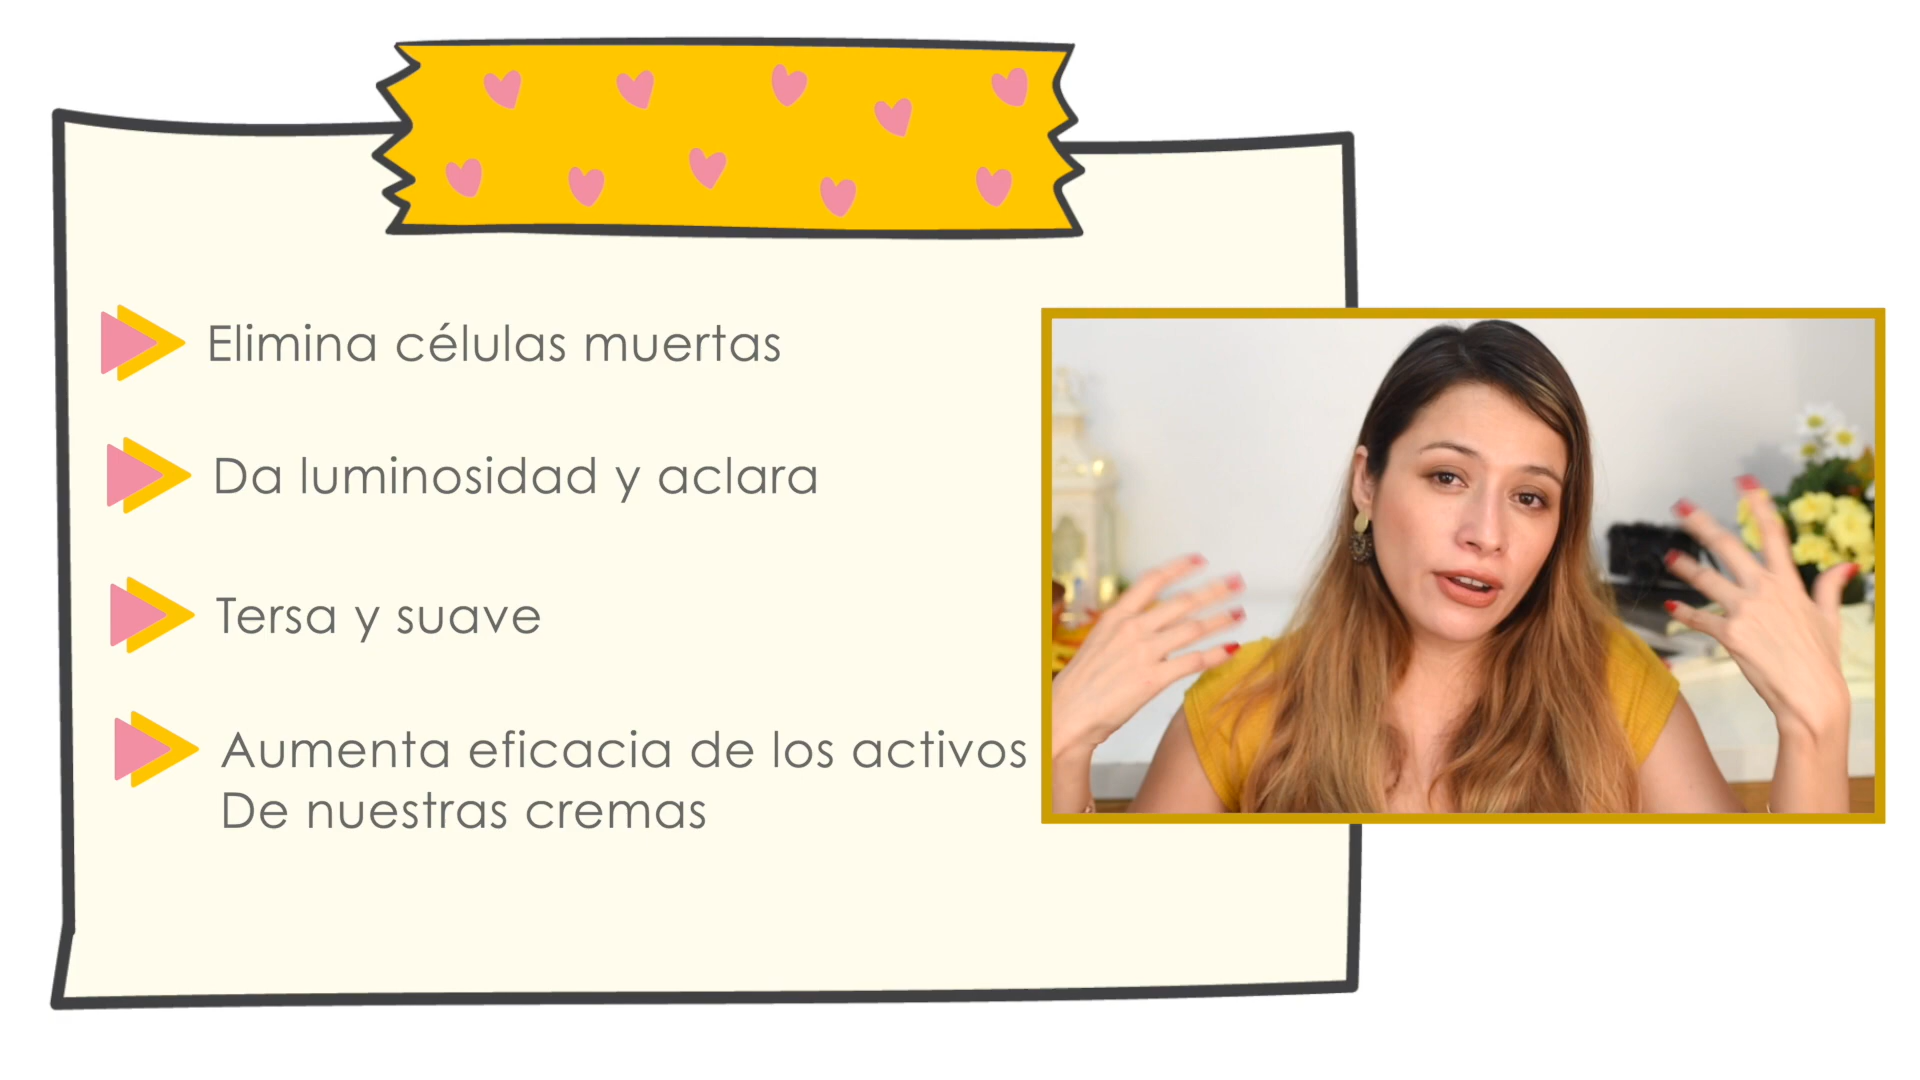 Elimina células muertas
Da luminosidad y aclara
Tersa y suave
Aumenta eficacia de los activos
De nuestras cremas